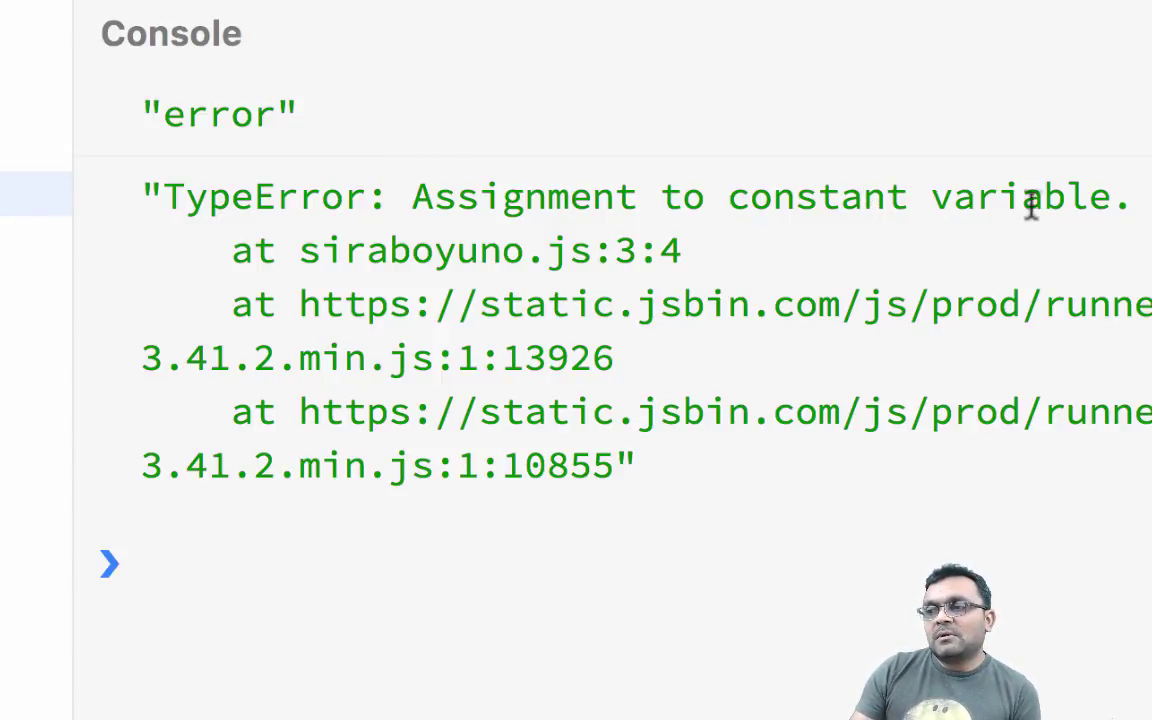 Console
"error"
"TypeError: Assignment to constant variable.
at siraboyuno.js:3:4
at https://static.jsbin.com/js/prod/runne
3.41.2.min.js:1:13926
at https://static.jsbin.com/js/prod/runne
3.41.2.min.js:1:10855"